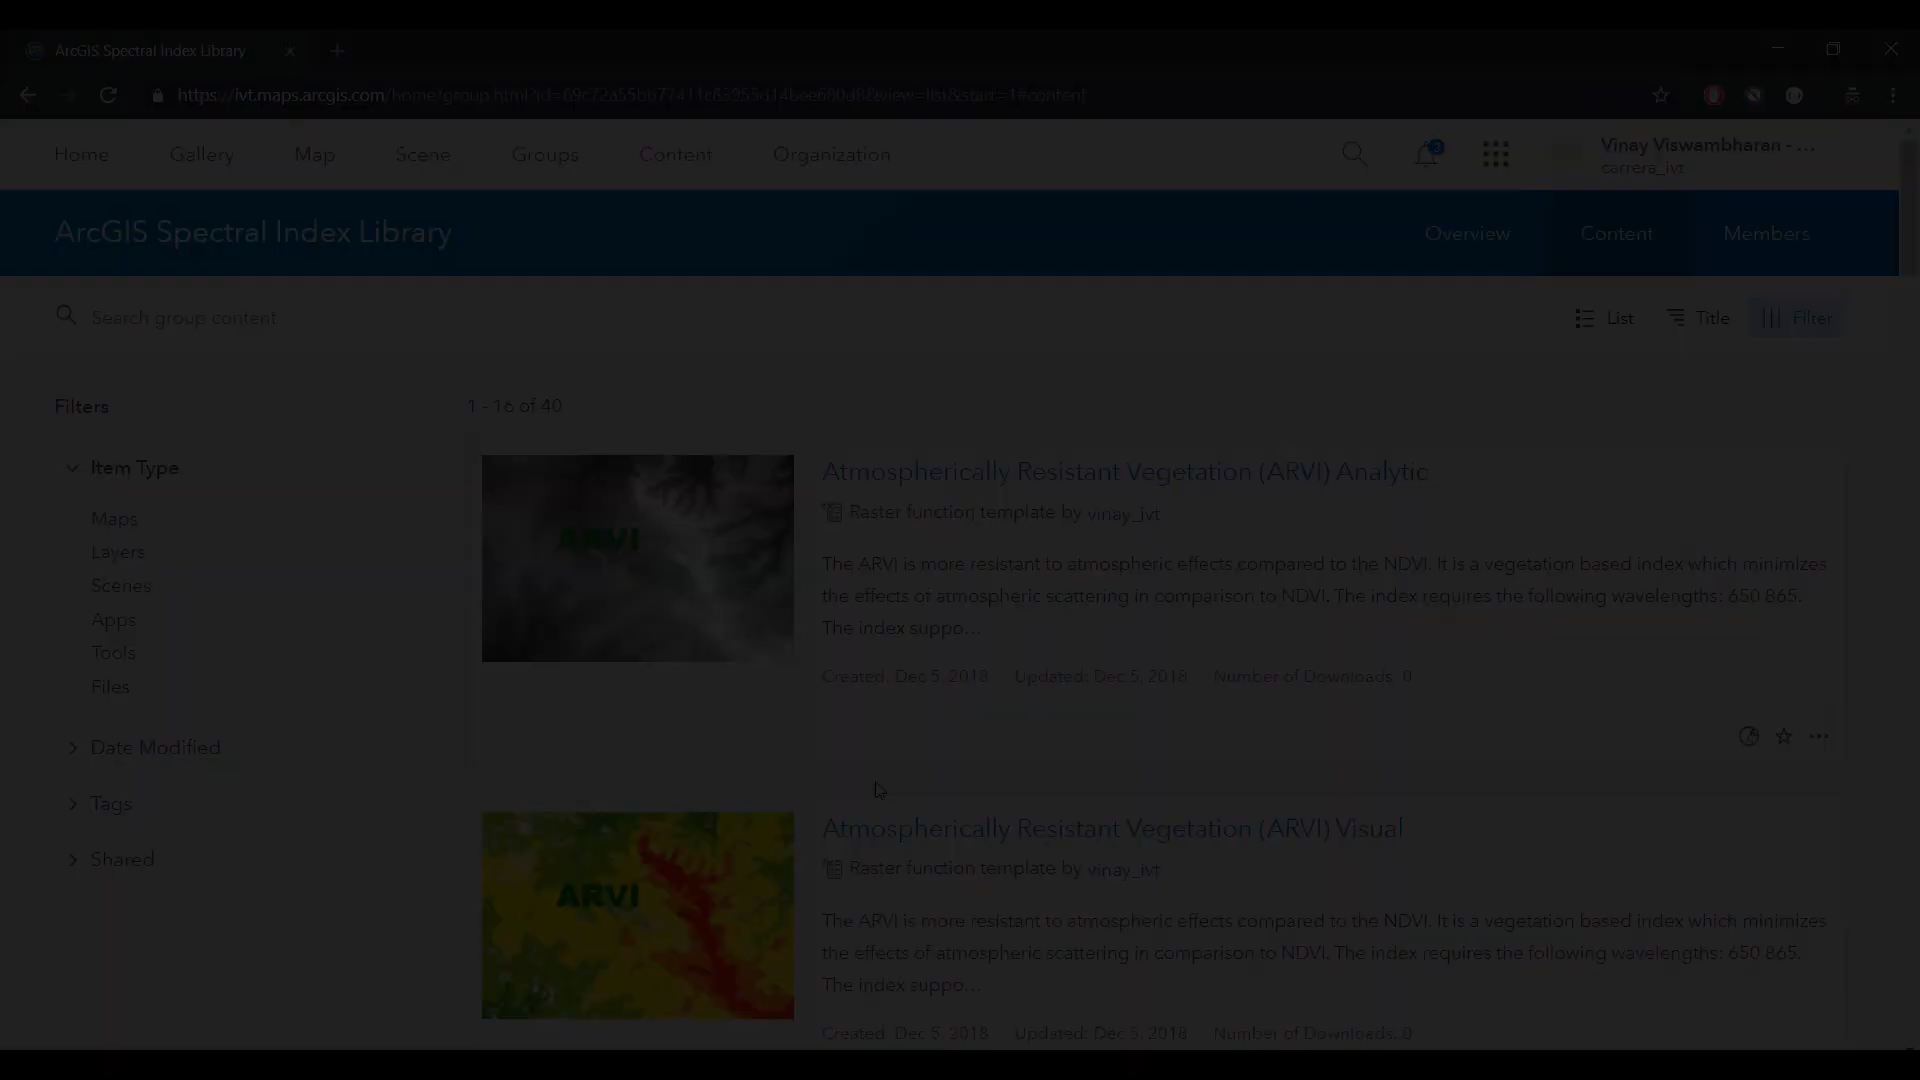 ArcGIS Spectral Index Library
Home
Gallery
Map
Scene
Groups
Content
Organization
3
Vinay Viswambharan - ...
carrera_ivt
ArcGIS Spectral Index Library
Overview
Content
Members
Search group content
List
Title
Filter
Filters
1 - 16 of 40
Item Type
Maps
Layers
Scenes
Apps
Tools
Files
Date Modified
Tags
Shared
ARVI
Atmospherically Resistant Vegetation (ARVI) Analytic
Raster function template by vinay_ivt
The ARVI is more resistant to atmospheric effects compared to the NDVI. It is a vegetation based index which minimizes
the effects of atmospheric scattering in comparison to NDVI. The index requires the following wavelengths: 650 865.
The index suppo...
Created: Dec 5, 2018 Updated: Dec 5, 2018 Number of Downloads: 0
ARVI
Atmospherically Resistant Vegetation (ARVI) Visual
Raster function template by vinay_ivt
The ARVI is more resistant to atmospheric effects compared to the NDVI. It is a vegetation based index which minimizes
the effects of atmospheric scattering in comparison to NDVI. The index requires the following wavelengths: 650 865.
The index suppo...
Created: Dec 5, 2018 Updated: Dec 5, 2018 Number of Downloads: 0